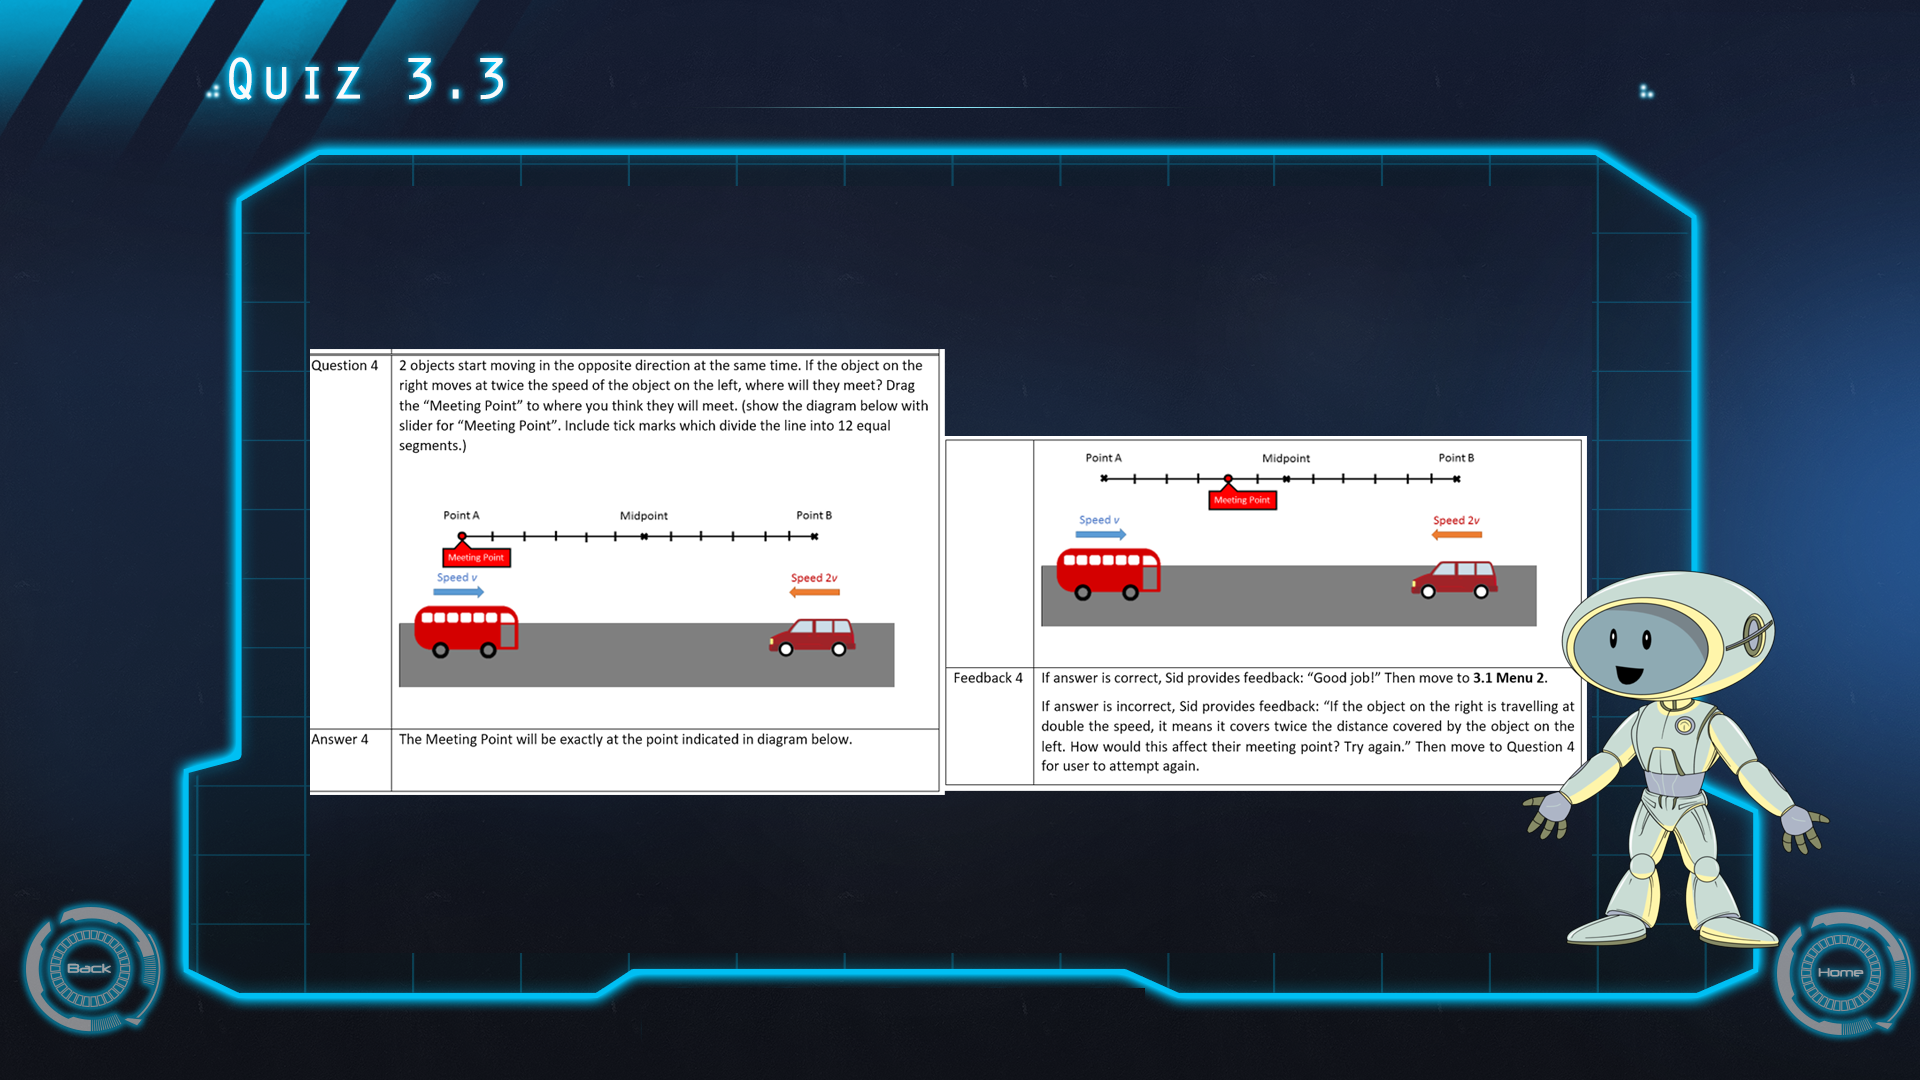 Quiz 3.3
Question 4
2 objects start moving in the opposite direction at the same time. If the object on the
right moves at twice the speed of the object on the left, where will they meet? Drag
the “Meeting Point” to where you think they will meet. (show the diagram below with
slider for “Meeting Point”. Include tick marks which divide the line into 12 equal
segments.)
Point A
Midpoint
Point B
Meeting Point
Speed v
Speed 2v
Answer 4
The Meeting Point will be exactly at the point indicated in diagram below.
Point A
Midpoint
Point B
Meeting Point
Speed v
Speed 2v
Feedback 4
If answer is correct, Sid provides feedback: “Good job!” Then move to 3.1 Menu 2.
If answer is incorrect, Sid provides feedback: “If the object on the right is travelling at
double the speed, it means it covers twice the distance covered by the object on the
left. How would this affect their meeting point? Try again.” Then move to Question 4
for user to attempt again.
Back
Home